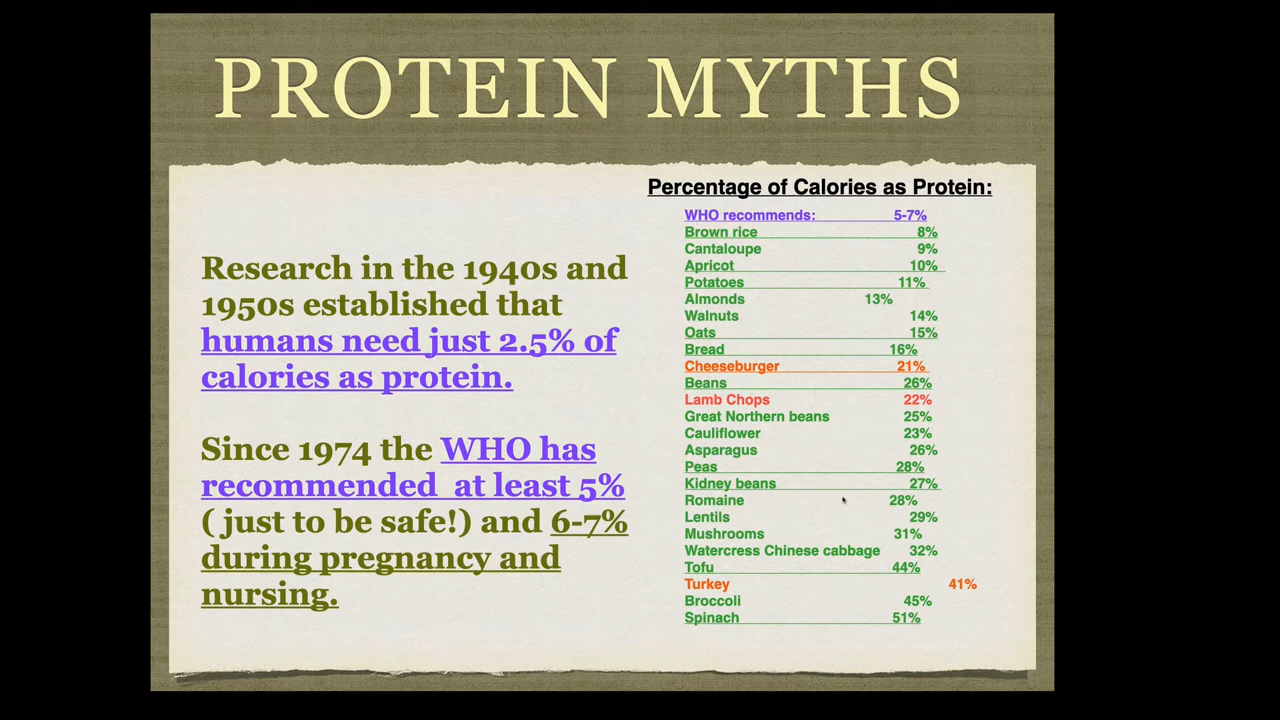 PROTEIN MYTHS
Research in the 1940s and
1950s established that
humans need just 2.5% of
calories as protein.
Since 1974 the WHO has
recommended at least 5%
( just to be safe!) and 6-7%
during pregnancy and
nursing.
Percentage of Calories as Protein:
WHO recommends: 5-7%
Brown rice 8%
Cantaloupe 9%
Apricot 10%
Potatoes 11%
Almonds 13%
Walnuts 14%
Oats 15%
Bread 16%
Cheeseburger 21%
Beans 26%
Lamb Chops 22%
Great Northern beans 25%
Cauliflower 23%
Asparagus 26%
Peas 28%
Kidney beans 27%
Romaine 28%
Lentils 29%
Mushrooms 31%
Watercress Chinese cabbage 32%
Tofu 44%
Turkey 41%
Broccoli 45%
Spinach 51%